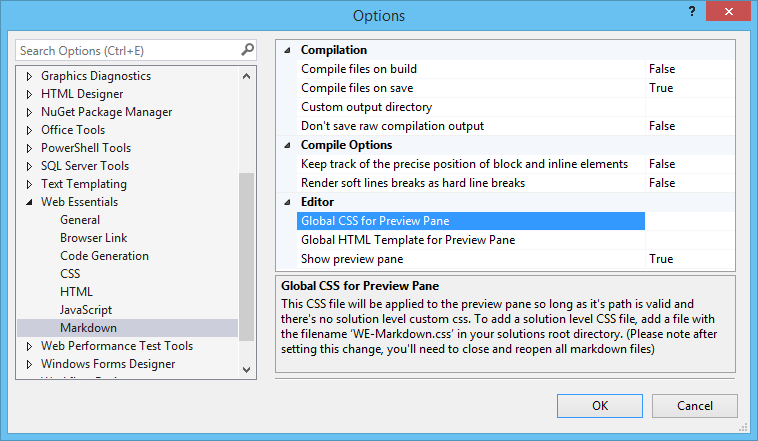 Options
?
Search Options (Ctrl+E)
Graphics Diagnostics
HTML Designer
NuGet Package Manager
Office Tools
PowerShell Tools
SQL Server Tools
Text Templating
Web Essentials
General
Browser Link
Code Generation
CSS
HTML
JavaScript
Markdown
Web Performance Test Tools
Windows Forms Designer
Compilation
Compile files on build False
Compile files on save True
Custom output directory
Don't save raw compilation output False
Compile Options
Keep track of the precise position of block and inline elements False
Render soft lines breaks as hard line breaks False
Editor
Global CSS for Preview Pane
Global HTML Template for Preview Pane
Show preview pane True
Global CSS for Preview Pane
This CSS file will be applied to the preview pane so long as it's path is valid and
there's no solution level custom css. To add a solution level CSS file, add a file with
the filename 'WE-Markdown.css' in your solutions root directory. (Please note after
setting this change, you'll need to close and reopen all markdown files)
OK Cancel